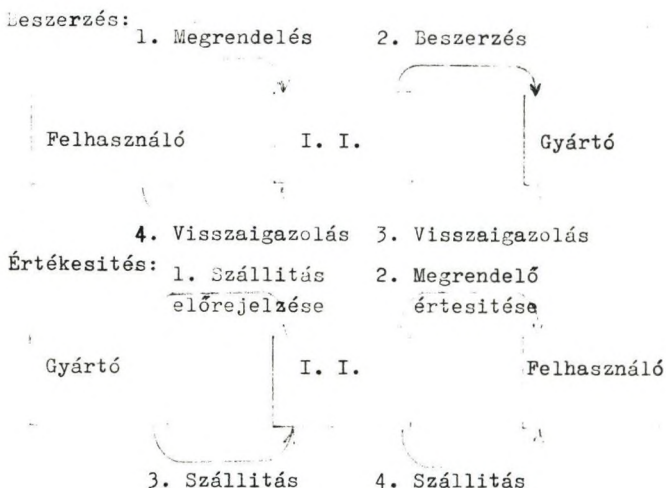 Beszerzés:
1. Megrendelés 2. Beszerzés
Felhasználó I. I. Gyártó
4. Visszaigazolás 3. Visszaigazolás
Értékesités:
1. Szállitás 2. Megrendelő
előrejelzése értesitése
Gyártó I. I. Felhasználó
3. Szállitás 4. Szállitás